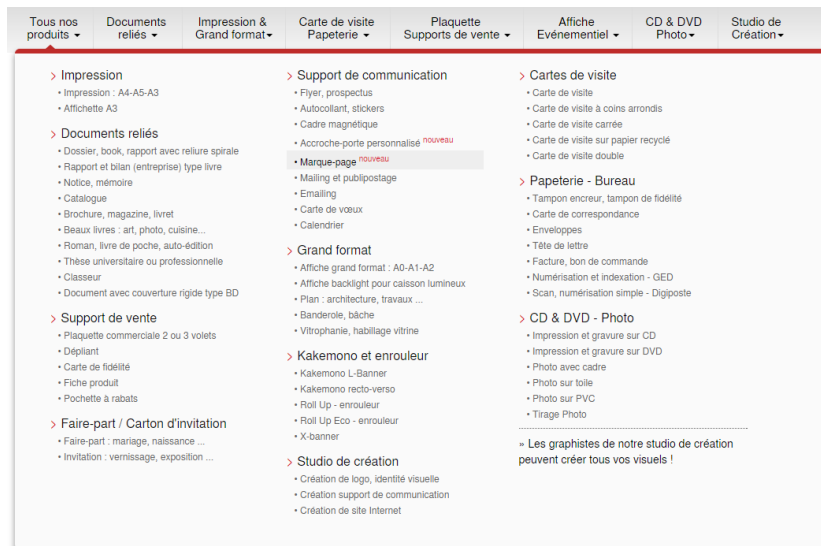 Tous nos produits
Documents reliés
Impression & Grand format
Carte de visite Papeterie
Plaquette Supports de vente
Affiche Evénementiel
CD & DVD Photo
Studio de Création
Impression
• Impression : A4-A5-A3
• Affichette A3
Documents reliés
• Dossier, book, rapport avec reliure spirale
• Rapport et bilan (entreprise) type livre
• Notice, mémoire
• Catalogue
• Brochure, magazine, livret
• Beaux livres : art, photo, cuisine...
• Roman, livre de poche, auto-édition
• Thèse universitaire ou professionnelle
• Classeur
• Document avec couverture rigide type BD
Support de vente
• Plaquette commerciale 2 ou 3 volets
• Dépliant
• Carte de fidélité
• Fiche produit
• Pochette à rabats
Faire-part / Carton d'invitation
• Faire-part : mariage, naissance ...
• Invitation : vernissage, exposition ...
Support de communication
• Flyer, prospectus
• Autocollant, stickers
• Cadre magnétique
• Accroche-porte personnalisé nouveau
• Marque-page nouveau
• Mailing et publipostage
• Emailing
• Carte de vœux
• Calendrier
Grand format
• Affiche grand format : A0-A1-A2
• Affiche backlight pour caisson lumineux
• Plan : architecture, travaux ...
• Banderole, bâche
• Vitrophanie, habillage vitrine
Kakemono et enrouleur
• Kakemono L-Banner
• Kakemono recto-verso
• Roll Up - enrouleur
• Roll Up Eco - enrouleur
• X-banner
Studio de création
• Création de logo, identité visuelle
• Création support de communication
• Création de site Internet
Cartes de visite
• Carte de visite
• Carte de visite à coins arrondis
• Carte de visite carrée
• Carte de visite sur papier recyclé
• Carte de visite double
Papeterie - Bureau
• Tampon encreur, tampon de fidélité
• Carte de correspondance
• Enveloppes
• Tête de lettre
• Facture, bon de commande
• Numérisation et indexation - GED
• Scan, numérisation simple - Digiposte
CD & DVD - Photo
• Impression et gravure sur CD
• Impression et gravure sur DVD
• Photo avec cadre
• Photo sur toile
• Photo sur PVC
• Tirage Photo
» Les graphistes de notre studio de création
peuvent créer tous vos visuels !